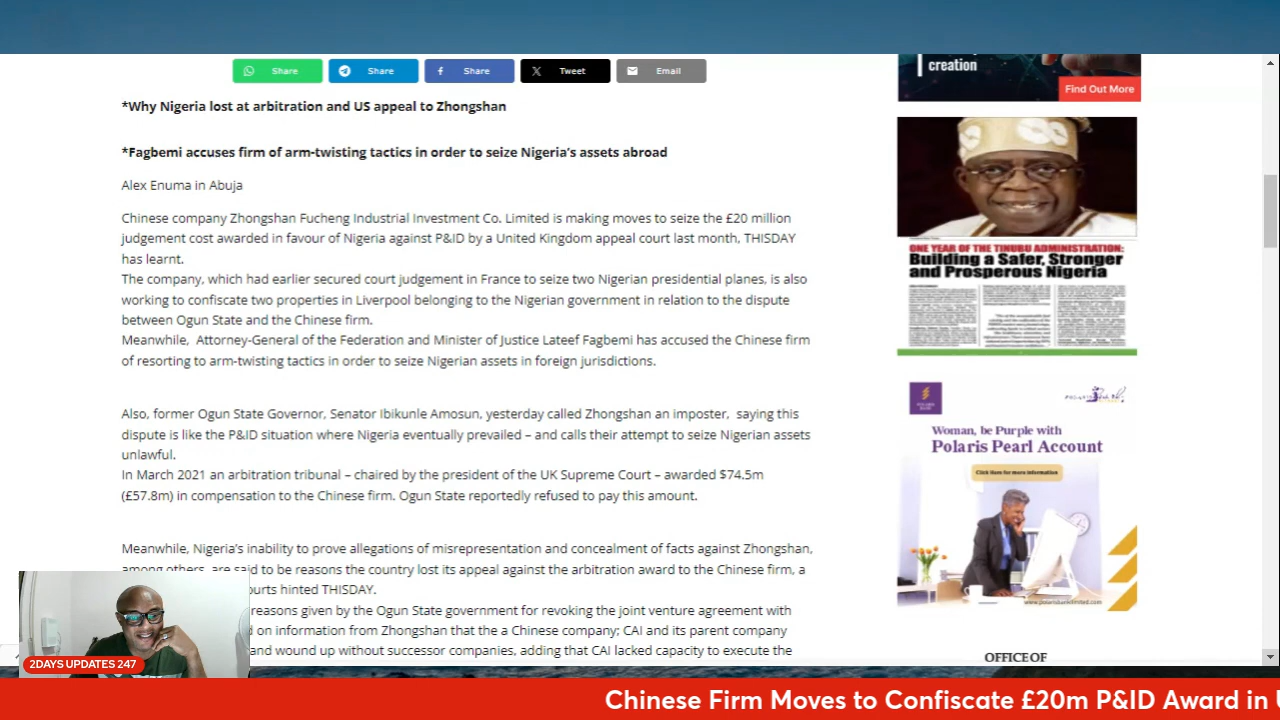 creation
Find Out More
Share
Share
Share
Tweet
Email
*Why Nigeria lost at arbitration and US appeal to Zhongshan
*Fagbemi accuses firm of arm-twisting tactics in order to seize Nigeria's assets abroad
Alex Enuma in Abuja
Chinese company Zhongshan Fucheng Industrial Investment Co. Limited is making moves to seize the £20 million
judgement cost awarded in favour of Nigeria against P&ID by a United Kingdom appeal court last month, THISDAY
has learnt.
The company, which had earlier secured court judgement in France to seize two Nigerian presidential planes, is also
working to confiscate two properties in Liverpool belonging to the Nigerian government in relation to the dispute
between Ogun State and the Chinese fi
Meanwhile, Attorney-General of the Federation and Minister of Justice Lateef Fagbemi has accused the Chinese firm
of resorting to arm-twisting tactics in order to seize Nigerian assets in foreign jurisdictions.
Also, former Ogun State Governor, Senator Ibikunle Amosun, yesterday called Zhongshan an imposter, saying this
dispute is like the P&ID situation where Nigeria eventually prevailed – and calls their attempt to seize Nigerian assets
unlawful.
In March 2021 an arbitration tribunal – chaired by the president of the UK Supreme Court – awarded $74.5m
(£57.8m) in compensation to the Chinese firm. Ogun State reportedly refused to pay this amount.
Meanwhile, Nigeria's inability to prove allegations of misrepresentation and concealment of facts against Zhongshan,
among others, are said to be reasons the country lost its appeal against the arbitration award to the Chinese firm, a
ourts hinted THISDAY.
reasons given by the Ogun State government for revoking the joint venture agreement with
d on information from Zhongshan that the a Chinese company; CAI and its parent company
and wound up without successor companies, adding that CAI lacked capacity to execute the
ONE YEAR OF THE TINUBU ADMINISTRATION:
Building a Safer, Stronger
and Prosperous Nigeria
Woman, be Purple with
Polaris Pearl Account
Click Here for more information
www.polarisbanklimited.com
OFFICE OF
2DAYS UPDATES 247
Chinese Firm Moves to Confiscate £20m P&ID Award in U